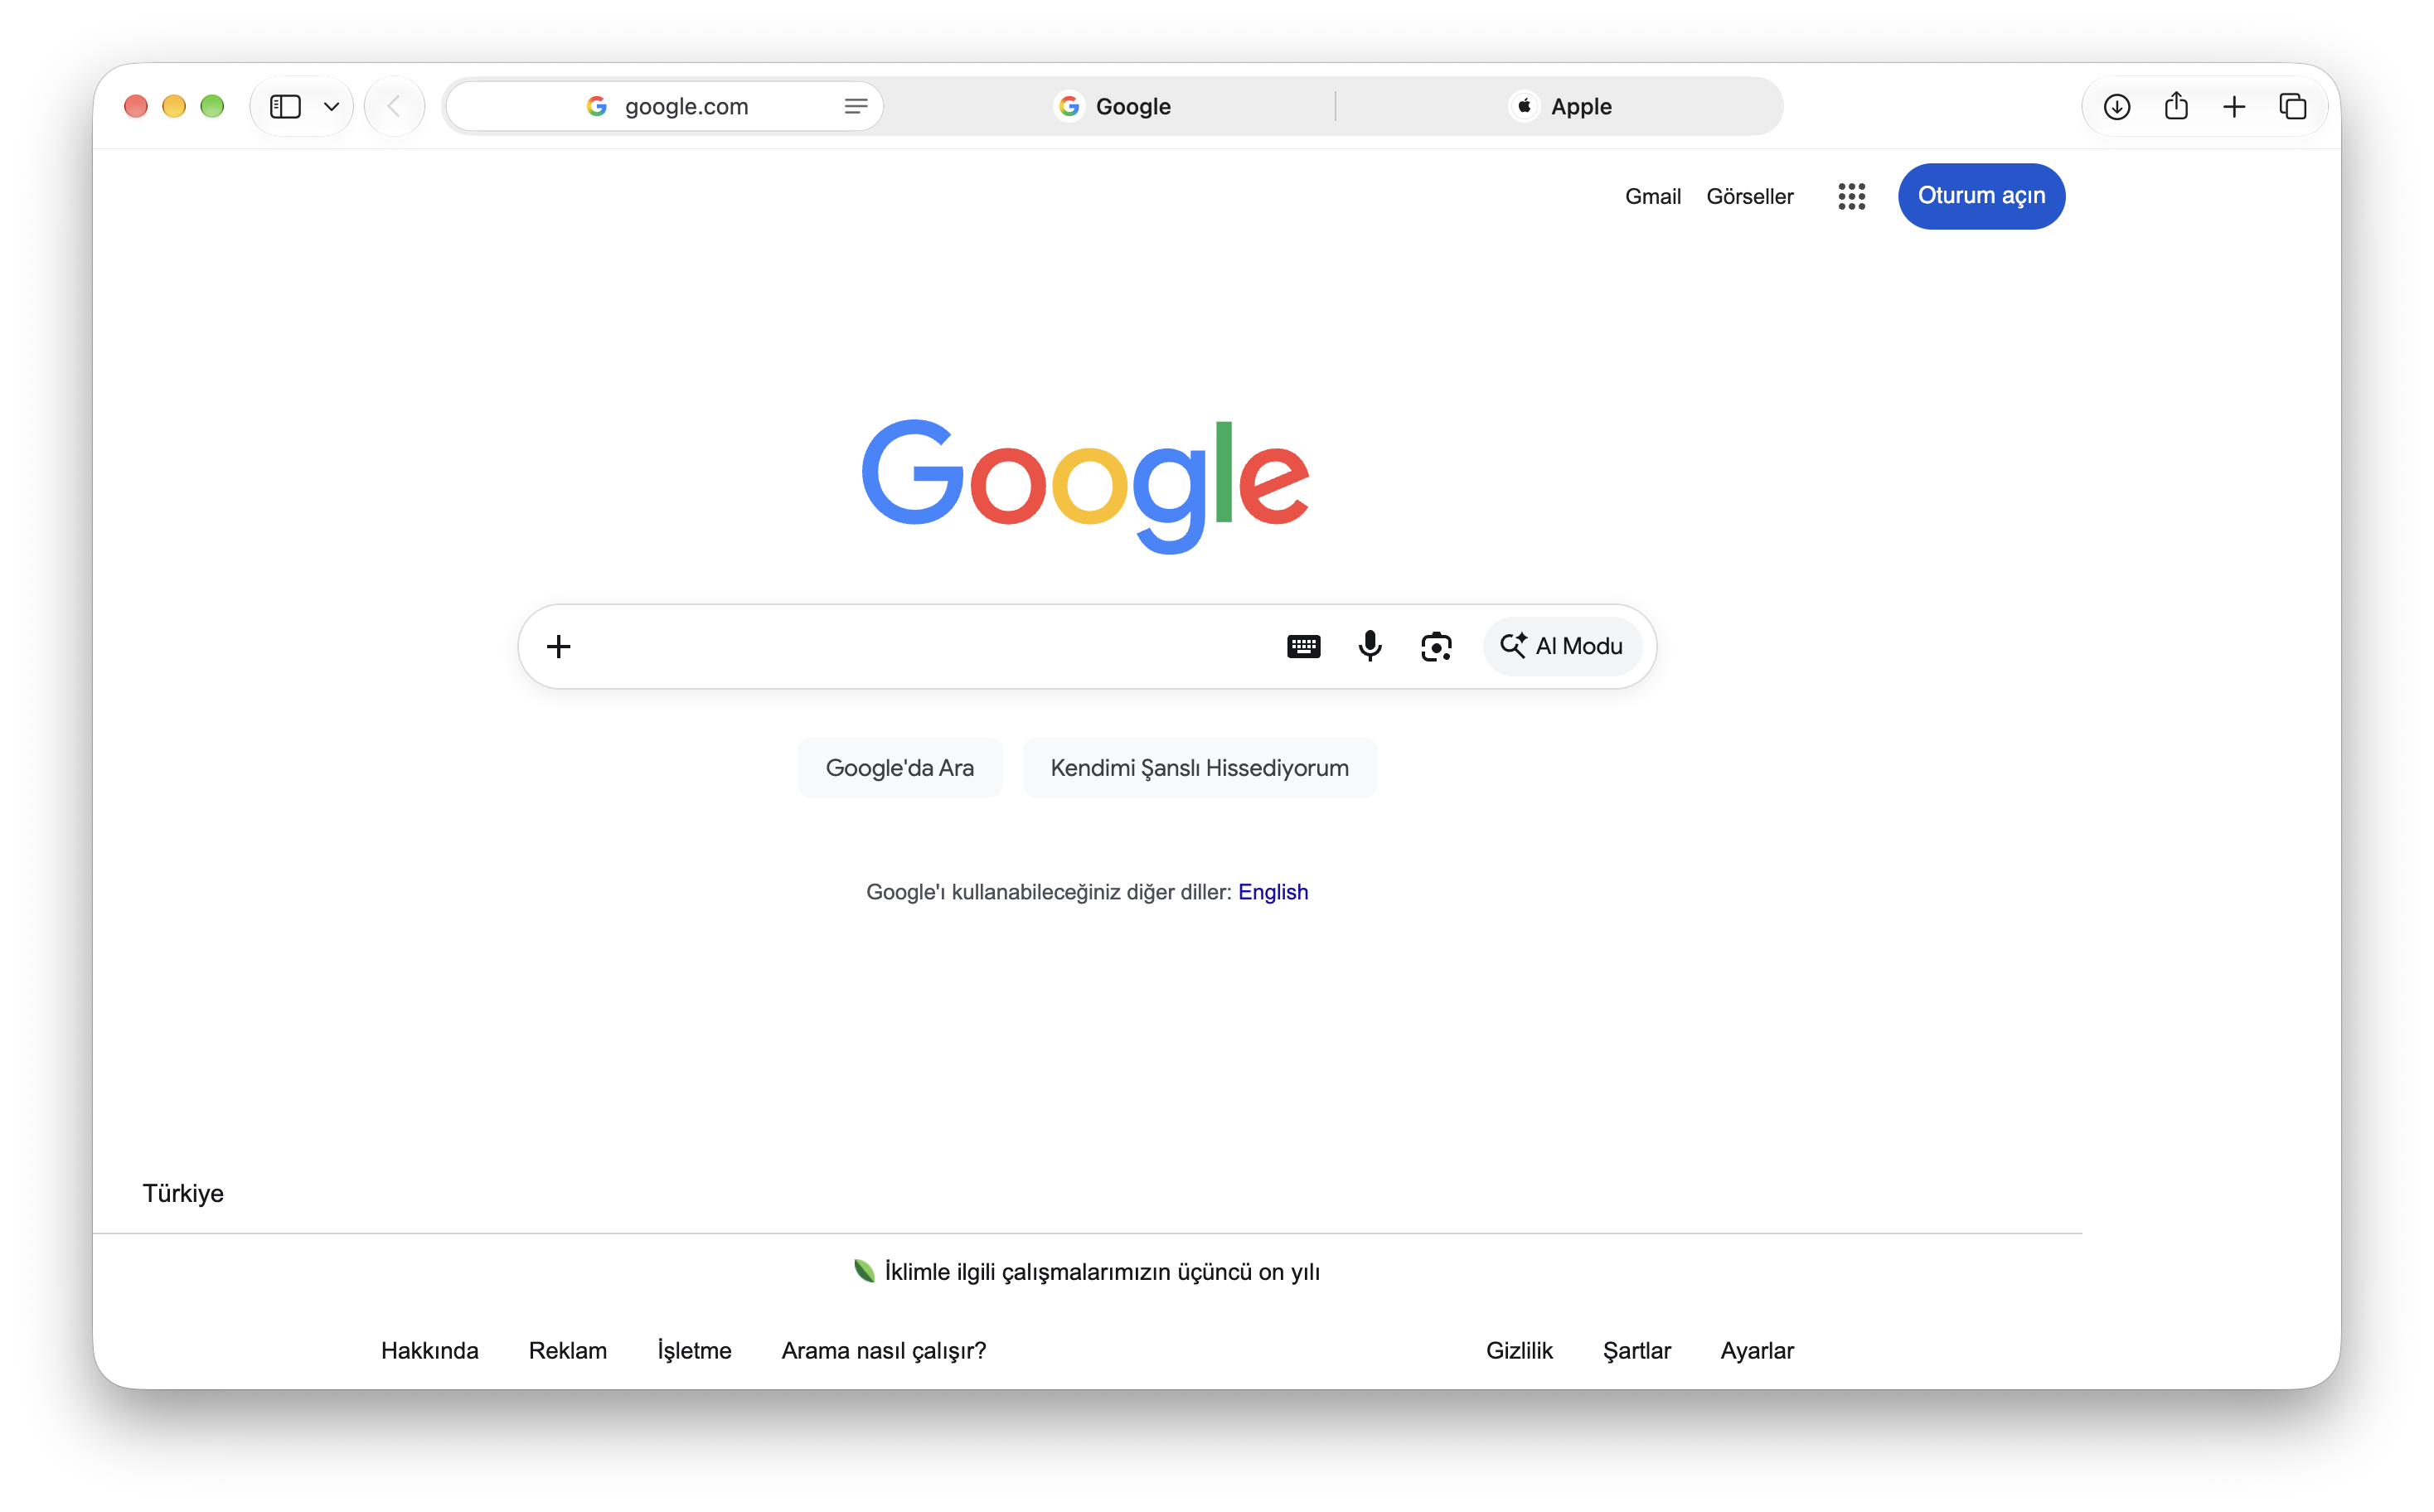 google.com
Google
Apple
Gmail
Görseller
Oturum açın
Google
AI Modu
Google'da Ara
Kendimi Şanslı Hissediyorum
Google'ı kullanabileceğiniz diğer diller: English
Türkiye
İklimle ilgili çalışmalarımızın üçüncü on yılı
Hakkında
Reklam
İşletme
Arama nasıl çalışır?
Gizlilik
Şartlar
Ayarlar